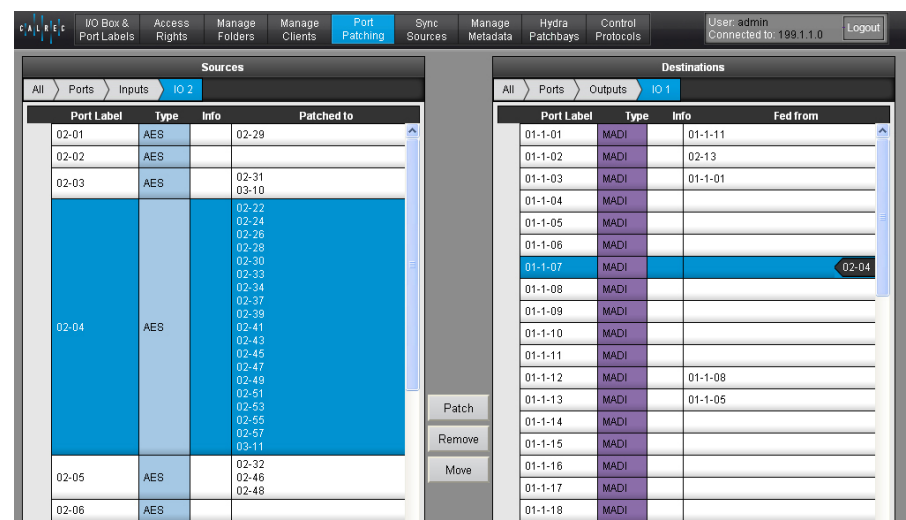 CALREC
I/O Box & Port Labels
Access Rights
Manage Folders
Manage Clients
Port Patching
Sync Sources
Manage Metadata
Hydra Patchbays
Control Protocols
User: admin
Connected to: 199.1.1.0
Logout
Sources
All Ports Inputs IO 2
Port Label Type Info Patched to
02-01 AES 02-29
02-02 AES
02-03 AES 02-31
03-10
02-04 AES 02-22
02-24
02-26
02-28
02-30
02-33
02-34
02-37
02-39
02-41
02-43
02-45
02-47
02-49
02-51
02-53
02-55
02-57
03-11
02-05 AES 02-32
02-46
02-48
02-06 AES
Patch
Remove
Move
Destinations
All Ports Outputs IO 1
Port Label Type Info Fed from
01-1-01 MADI 01-1-11
01-1-02 MADI 02-13
01-1-03 MADI 01-1-01
01-1-04 MADI
01-1-05 MADI
01-1-06 MADI
01-1-07 MADI 02-04
01-1-08 MADI
01-1-09 MADI
01-1-10 MADI
01-1-11 MADI
01-1-12 MADI 01-1-08
01-1-13 MADI 01-1-05
01-1-14 MADI
01-1-15 MADI
01-1-16 MADI
01-1-17 MADI
01-1-18 MADI